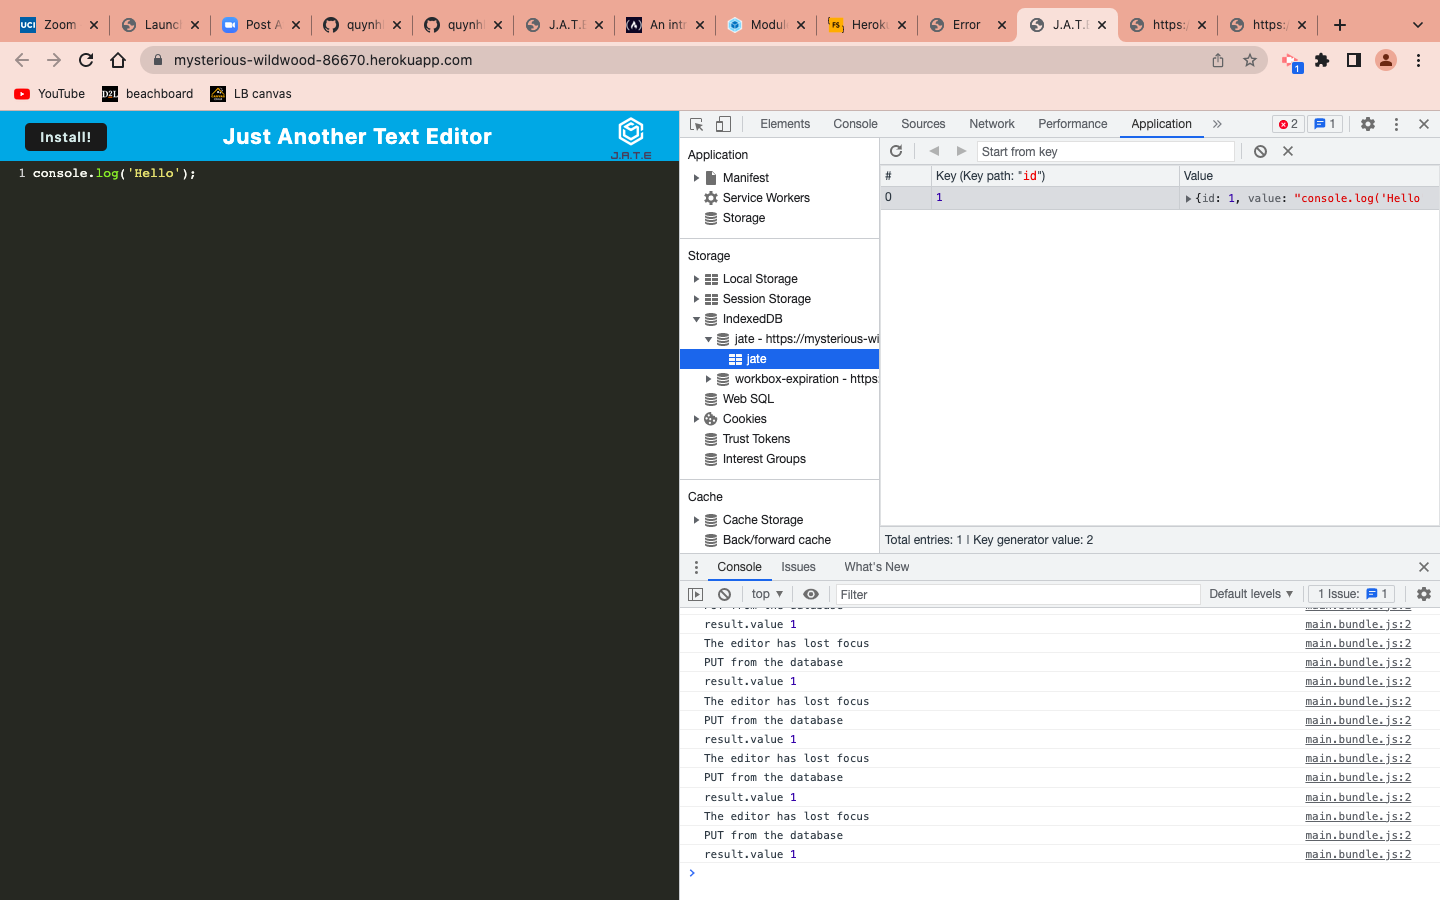 UCI Zoom
Launc
Post A
quynhl
quynhl
J.A.T.E
An intr
Modul
Heroku
Error
J.A.T.E
https:/
https:/
mysterious-wildwood-86670.herokuapp.com
1
YouTube
D2L beachboard
LB canvas
Install!
Just Another Text Editor
J.A.T.E
1 console.log('Hello');
Elements Console Sources Network Performance Application » 2 1
Application
Manifest
Service Workers
Storage
Storage
Local Storage
Session Storage
IndexedDB
jate - https://mysterious-wi
jate
workbox-expiration - https:
Web SQL
Cookies
Trust Tokens
Interest Groups
Cache
Cache Storage
Back/forward cache
Start from key
# Key (Key path: "id") Value
0 1 {id: 1, value: "console.log('Hello
Total entries: 1 | Key generator value: 2
Console Issues What's New
top Filter Default levels 1 Issue: 1
result.value 1 main.bundle.js:2
The editor has lost focus main.bundle.js:2
PUT from the database main.bundle.js:2
result.value 1 main.bundle.js:2
The editor has lost focus main.bundle.js:2
PUT from the database main.bundle.js:2
result.value 1 main.bundle.js:2
The editor has lost focus main.bundle.js:2
PUT from the database main.bundle.js:2
result.value 1 main.bundle.js:2
The editor has lost focus main.bundle.js:2
PUT from the database main.bundle.js:2
result.value 1 main.bundle.js:2